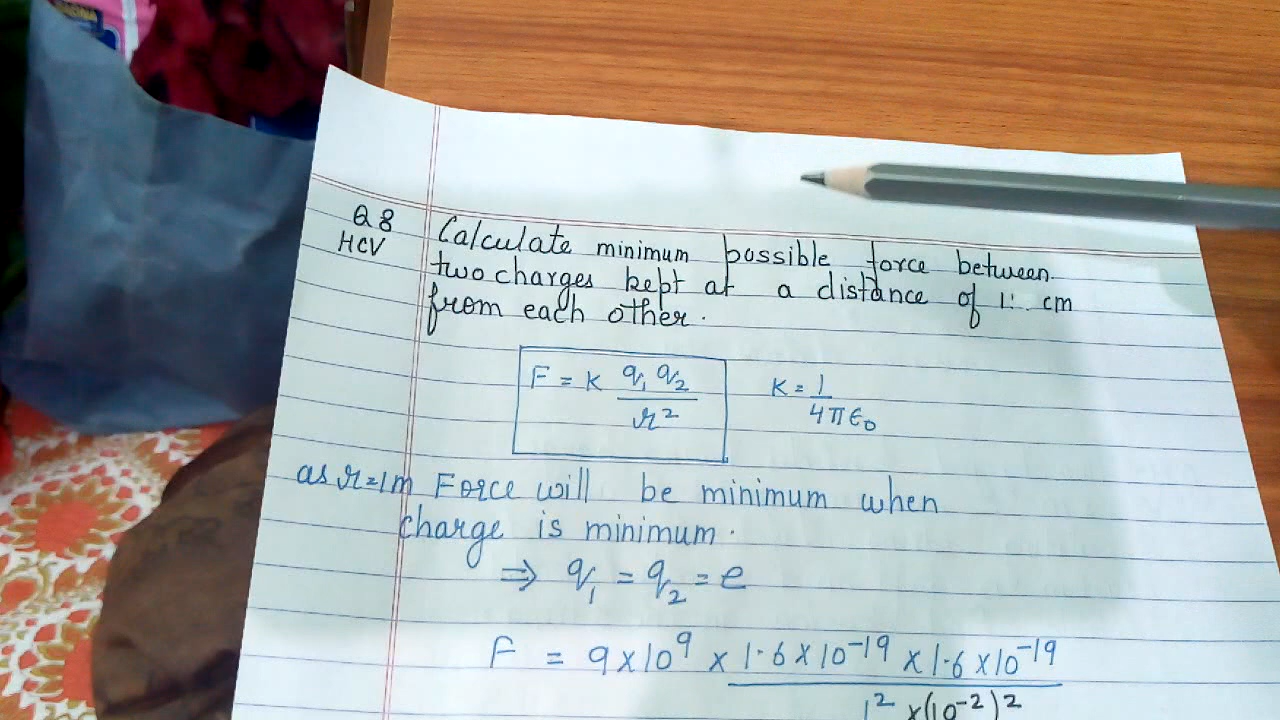 Q 8
HCV
Calculate minimum possible force between
two charges kept at a distance of 1 cm
from each other.
F = K q₁ q₂ / r²
K = 1 / 4πε₀
as r=1m Force will be minimum when
charge is minimum.
⇒ q₁ = q₂ = e
F = 9 × 10⁹ × 1.6 × 10⁻¹⁹ × 1.6 × 10⁻¹⁹ / 1² × (10⁻²)²